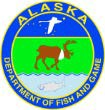 ALASKA
DEPARTMENT OF FISH AND GAME